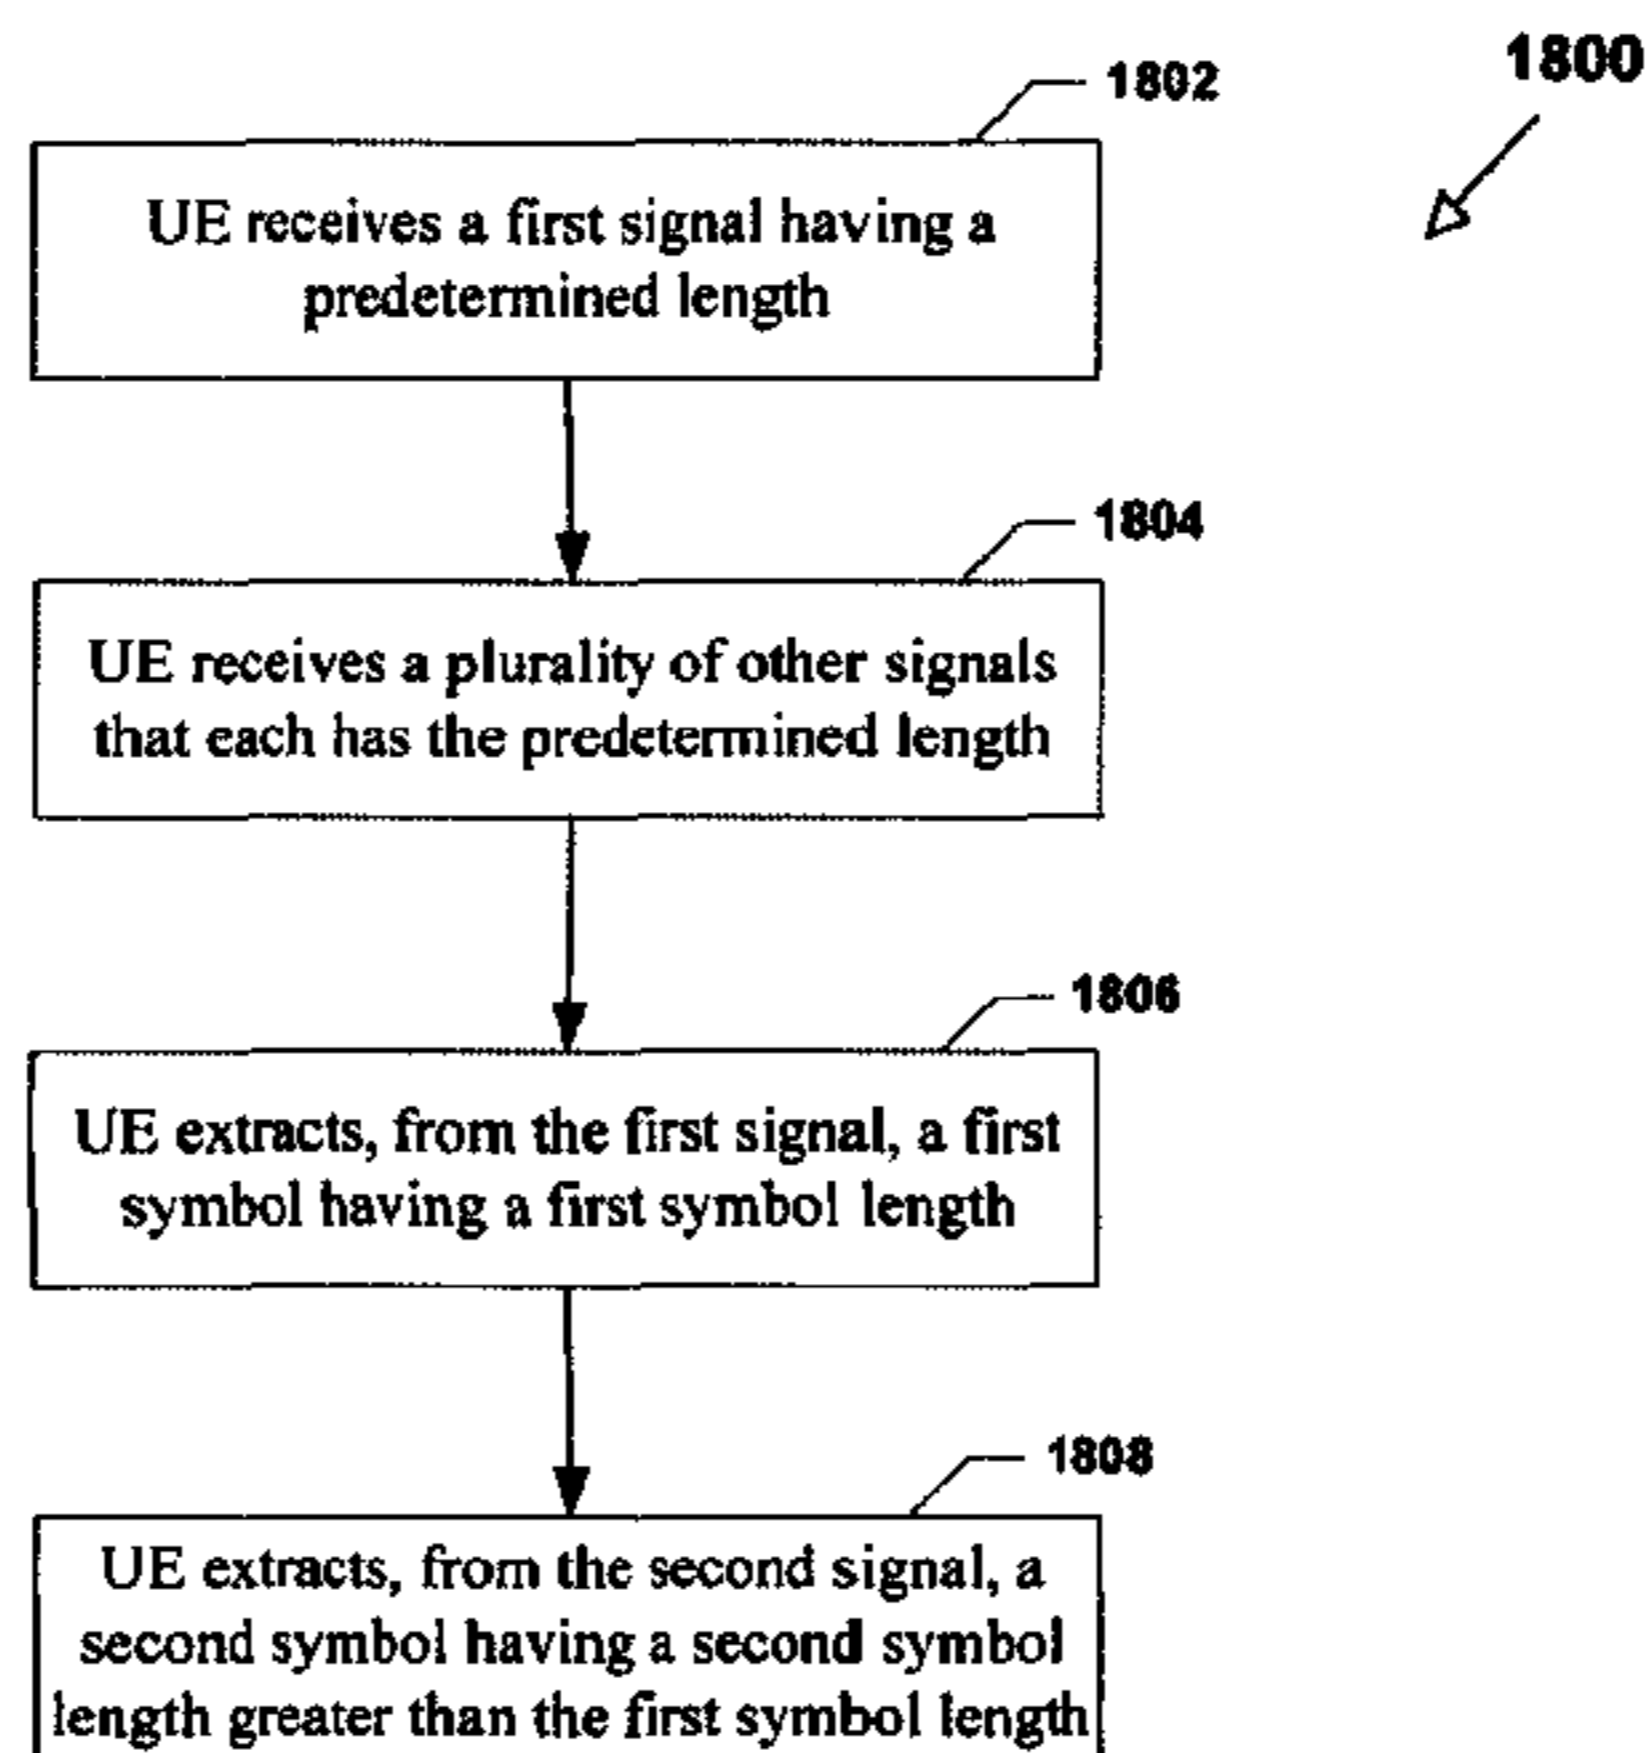 1800
1802
UE receives a first signal having a
predetermined length
1804
UE receives a plurality of other signals
that each has the predetermined length
1806
UE extracts, from the first signal, a first
symbol having a first symbol length
1808
UE extracts, from the second signal, a
second symbol having a second symbol
length greater than the first symbol length